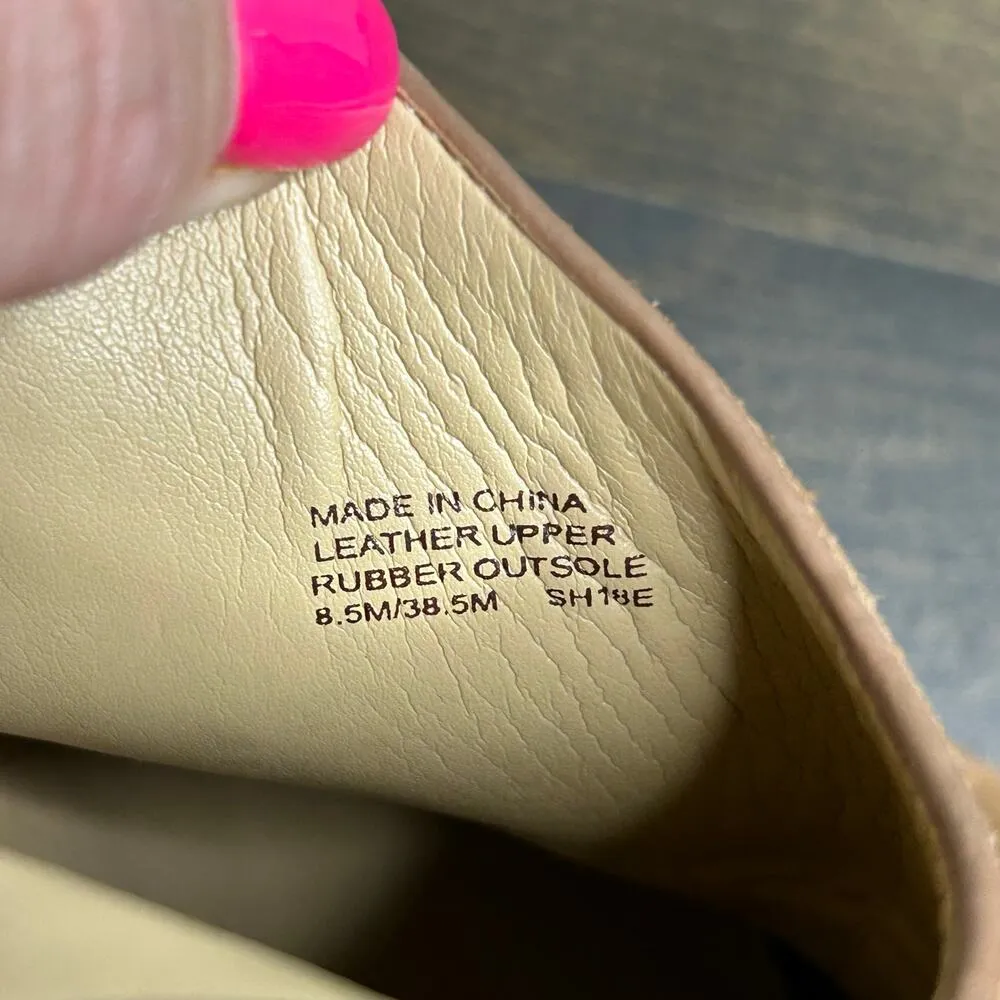 MADE IN CHINA
LEATHER UPPER
RUBBER OUTSOLE
8.5M/38.5M SH18E